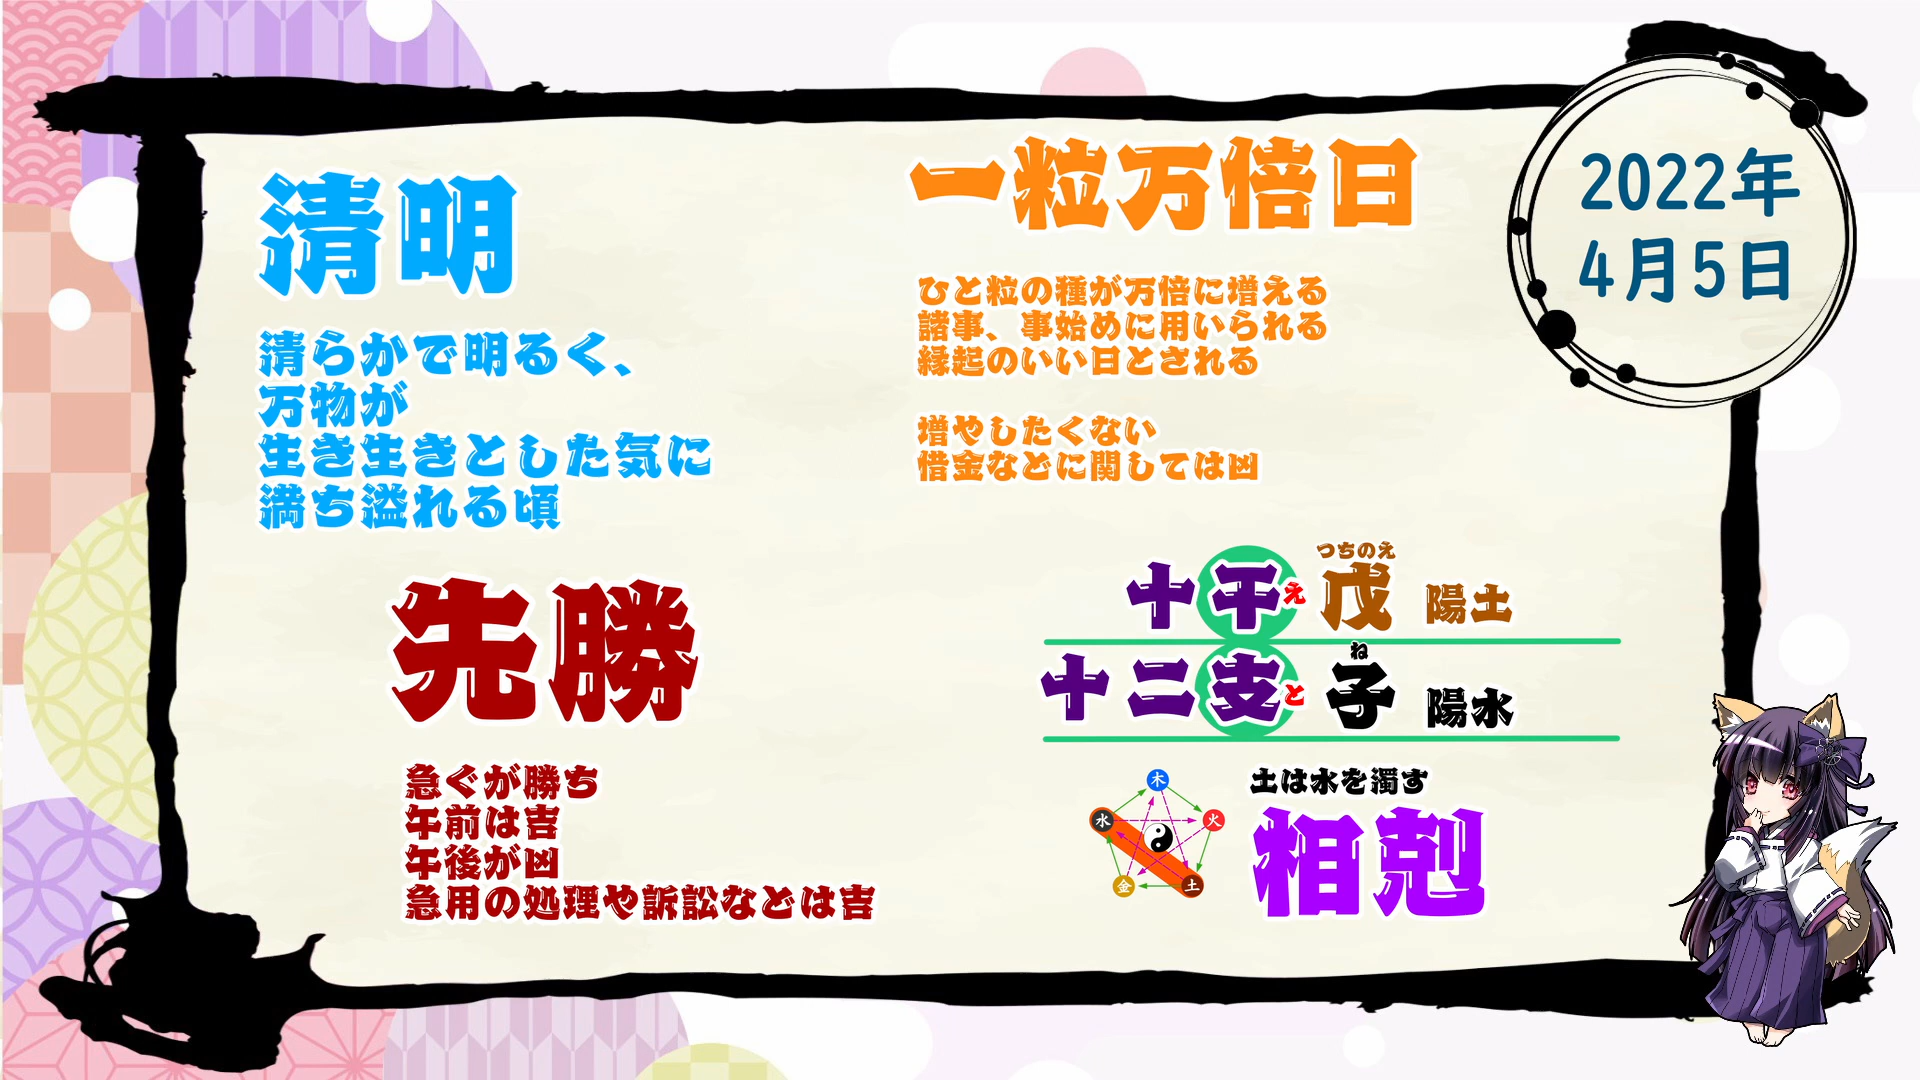 2022年
4月5日
清明
清らかで明るく、
万物が
生き生きとした気に
満ち溢れる頃
一粒万倍日
ひと粒の種が万倍に増える
諸事、事始めに用いられる
縁起のいい日とされる
増やしたくない
借金などに関しては凶
先勝
急ぐが勝ち
午前は吉
午後が凶
急用の処理や訴訟などは吉
つちのえ
十干え戊 陽土
ね
十二支と子 陽水
土は水を濁す
相剋
木
水 火
金 土